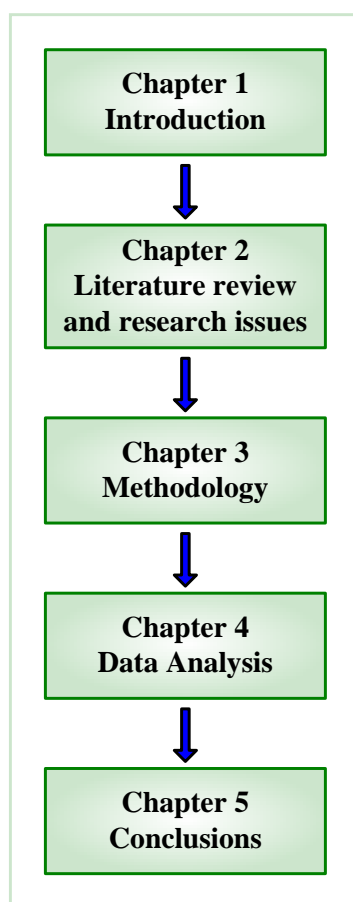 Chapter 1
Introduction
Chapter 2
Literature review
and research issues
Chapter 3
Methodology
Chapter 4
Data Analysis
Chapter 5
Conclusions